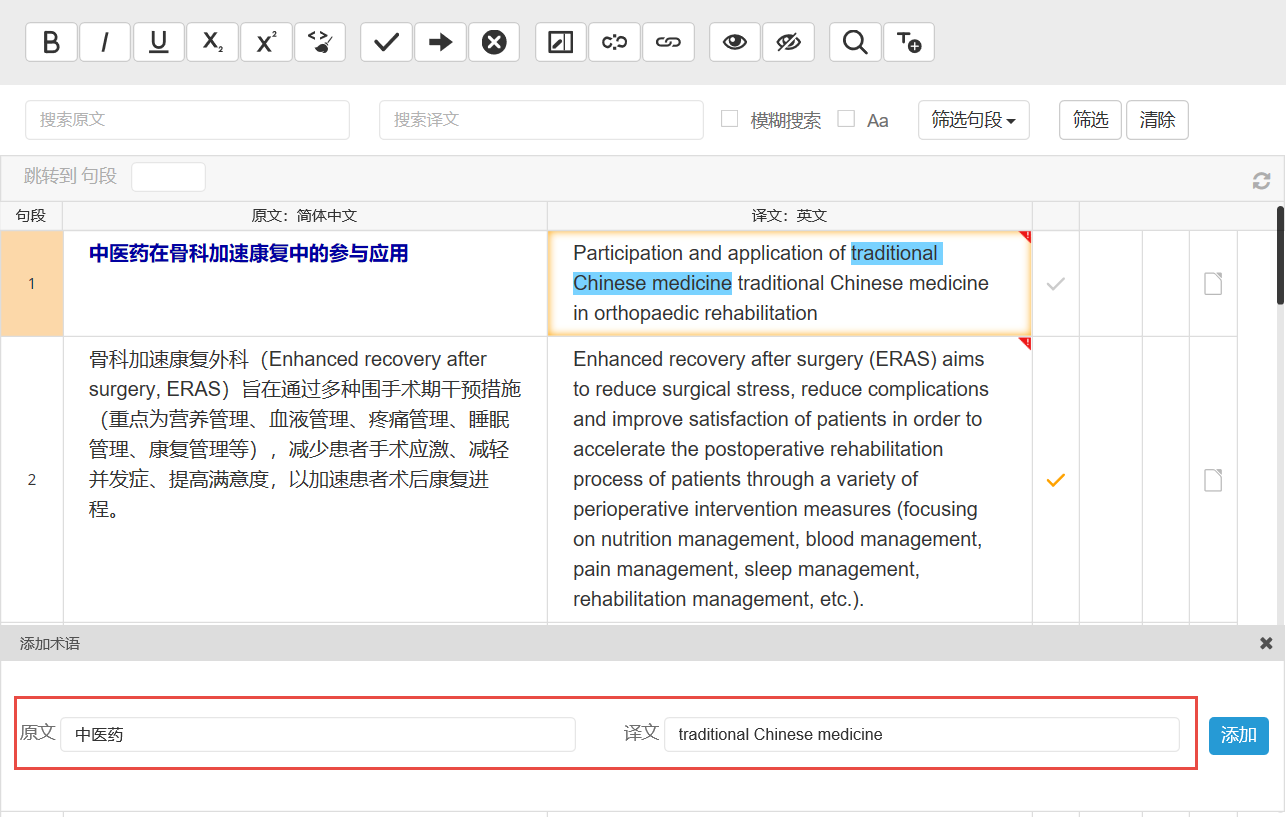 B I U X₂ X²
T
搜索原文 搜索译文 模糊搜索 Aa 筛选句段 筛选 清除
跳转到 句段
句段 原文：简体中文 译文：英文
1
中医药在骨科加速康复中的参与应用
Participation and application of traditional
Chinese medicine traditional Chinese medicine
in orthopaedic rehabilitation
2
骨科加速康复外科（Enhanced recovery after
surgery, ERAS）旨在通过多种围手术期干预措施
（重点为营养管理、血液管理、疼痛管理、睡眠
管理、康复管理等），减少患者手术应激、减轻
并发症、提高满意度，以加速患者术后康复进
程。
Enhanced recovery after surgery (ERAS) aims
to reduce surgical stress, reduce complications
and improve satisfaction of patients in order to
accelerate the postoperative rehabilitation
process of patients through a variety of
perioperative intervention measures (focusing
on nutrition management, blood management,
pain management, sleep management,
rehabilitation management, etc.).
添加术语
原文 中医药 译文 traditional Chinese medicine 添加